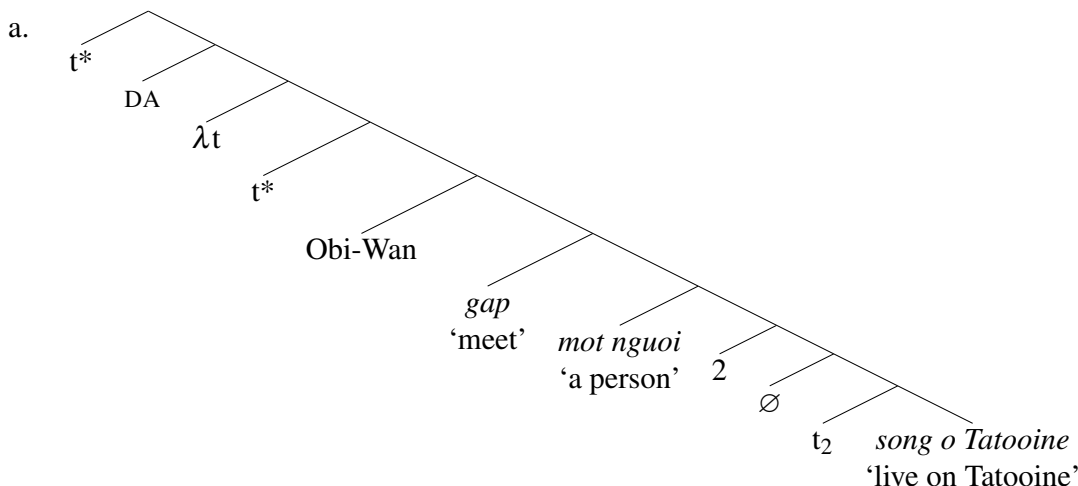 a.
t*
DA
λt
t*
Obi-Wan
gap
‘meet’
mot nguoi
‘a person’
2
∅
t₂
song o Tatooine
‘live on Tatooine’